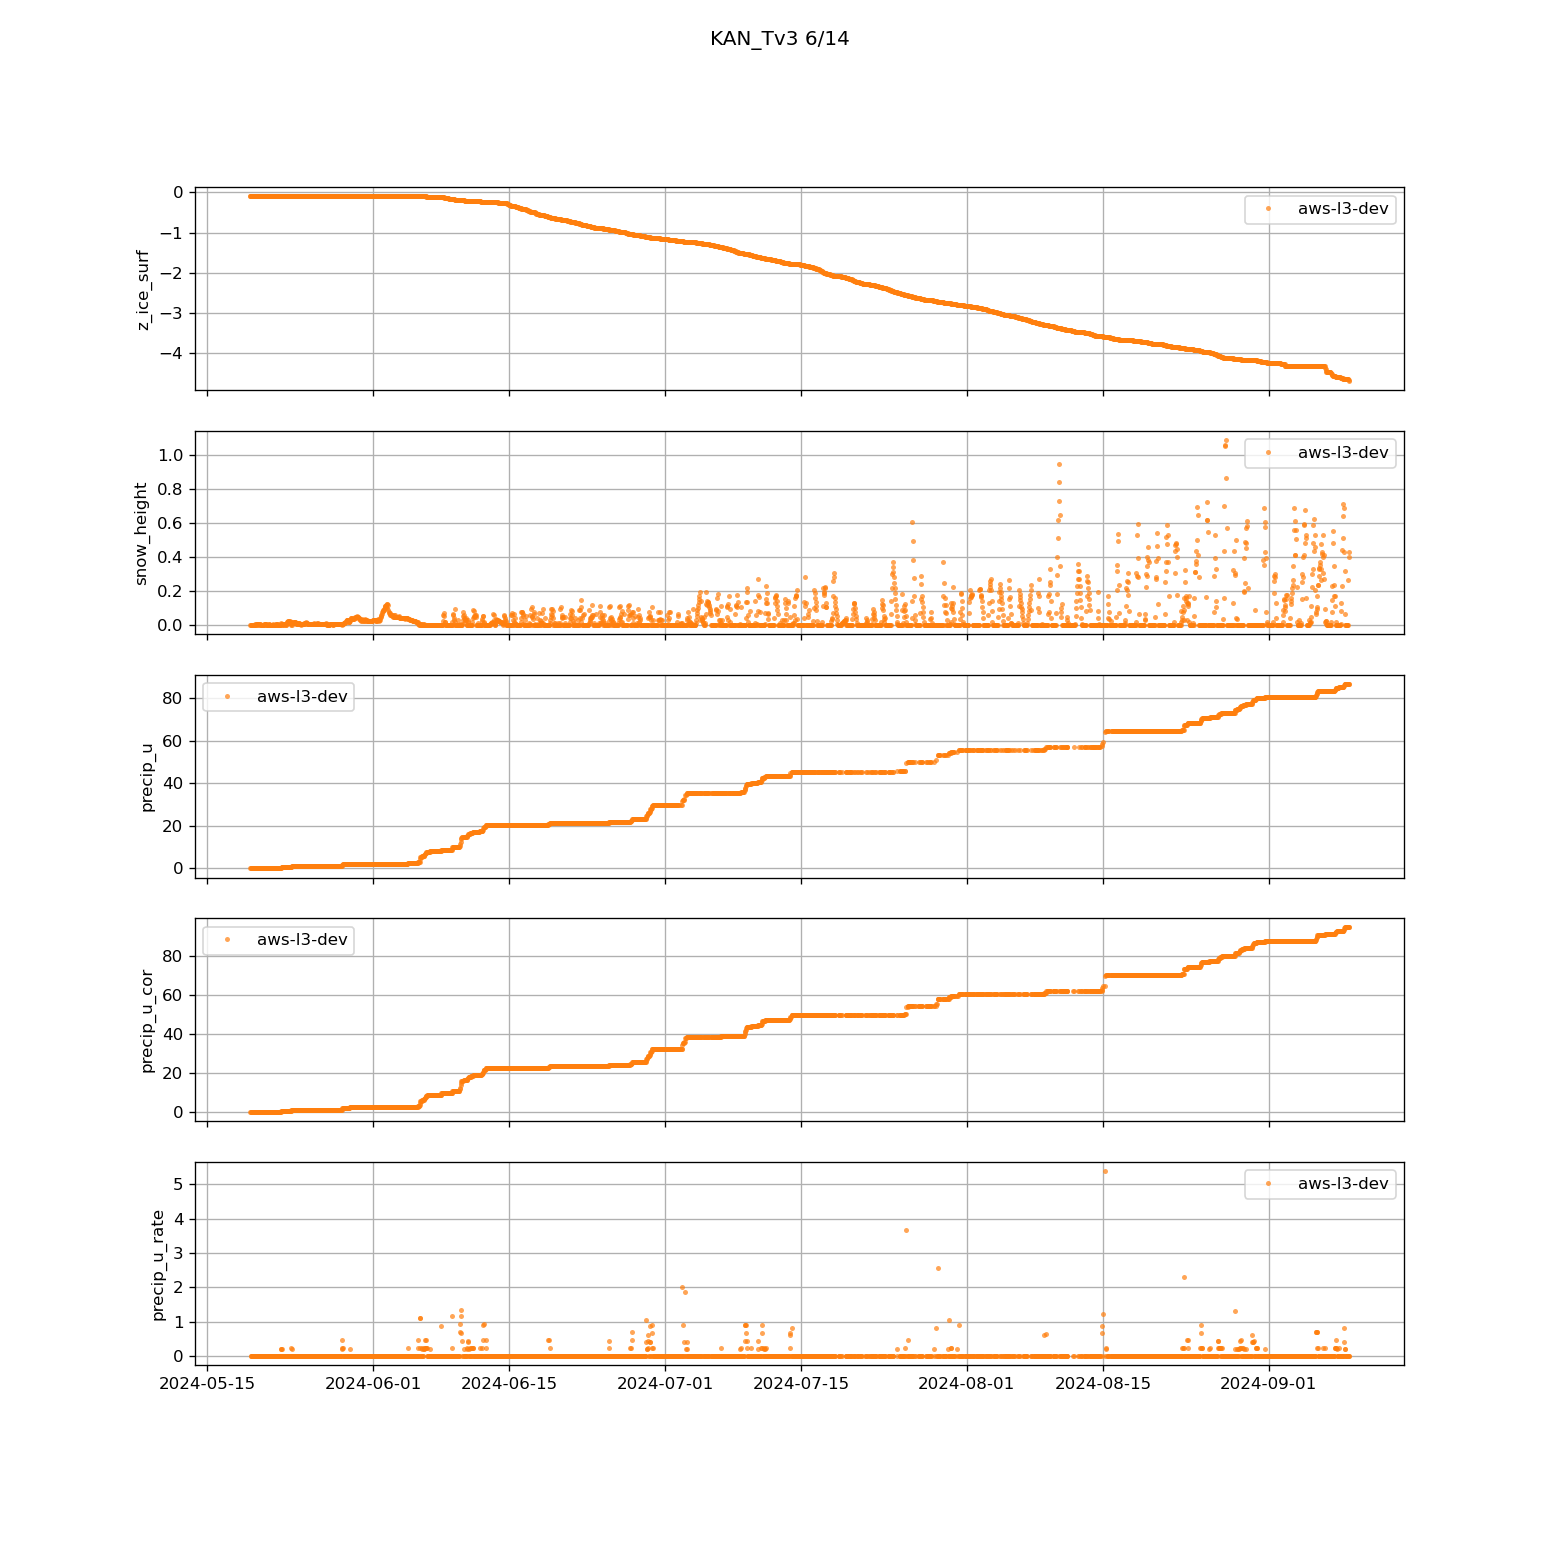 KAN_Tv3 6/14
0
−1
−2
−3
−4
z_ice_surf
aws-l3-dev
1.0
0.8
0.6
0.4
0.2
0.0
snow_height
aws-l3-dev
80
60
40
20
0
precip_u
aws-l3-dev
80
60
40
20
0
precip_u_cor
aws-l3-dev
5
4
3
2
1
0
precip_u_rate
aws-l3-dev
2024-05-15 2024-06-01 2024-06-15 2024-07-01 2024-07-15 2024-08-01 2024-08-15 2024-09-01